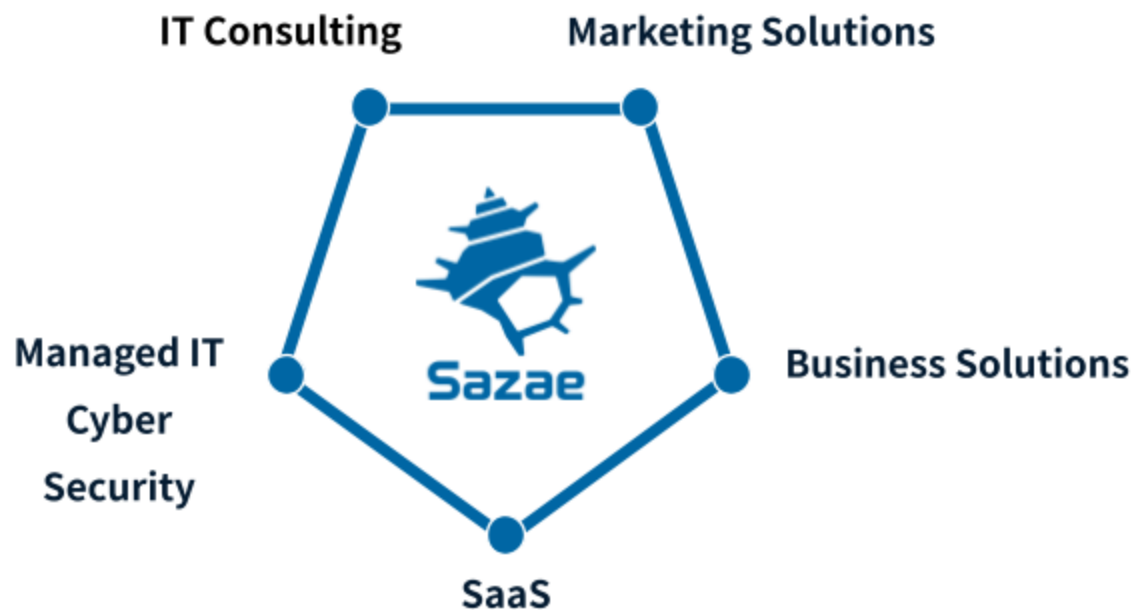 IT Consulting
Marketing Solutions
Sazae
Managed IT
Cyber
Security
Business Solutions
SaaS